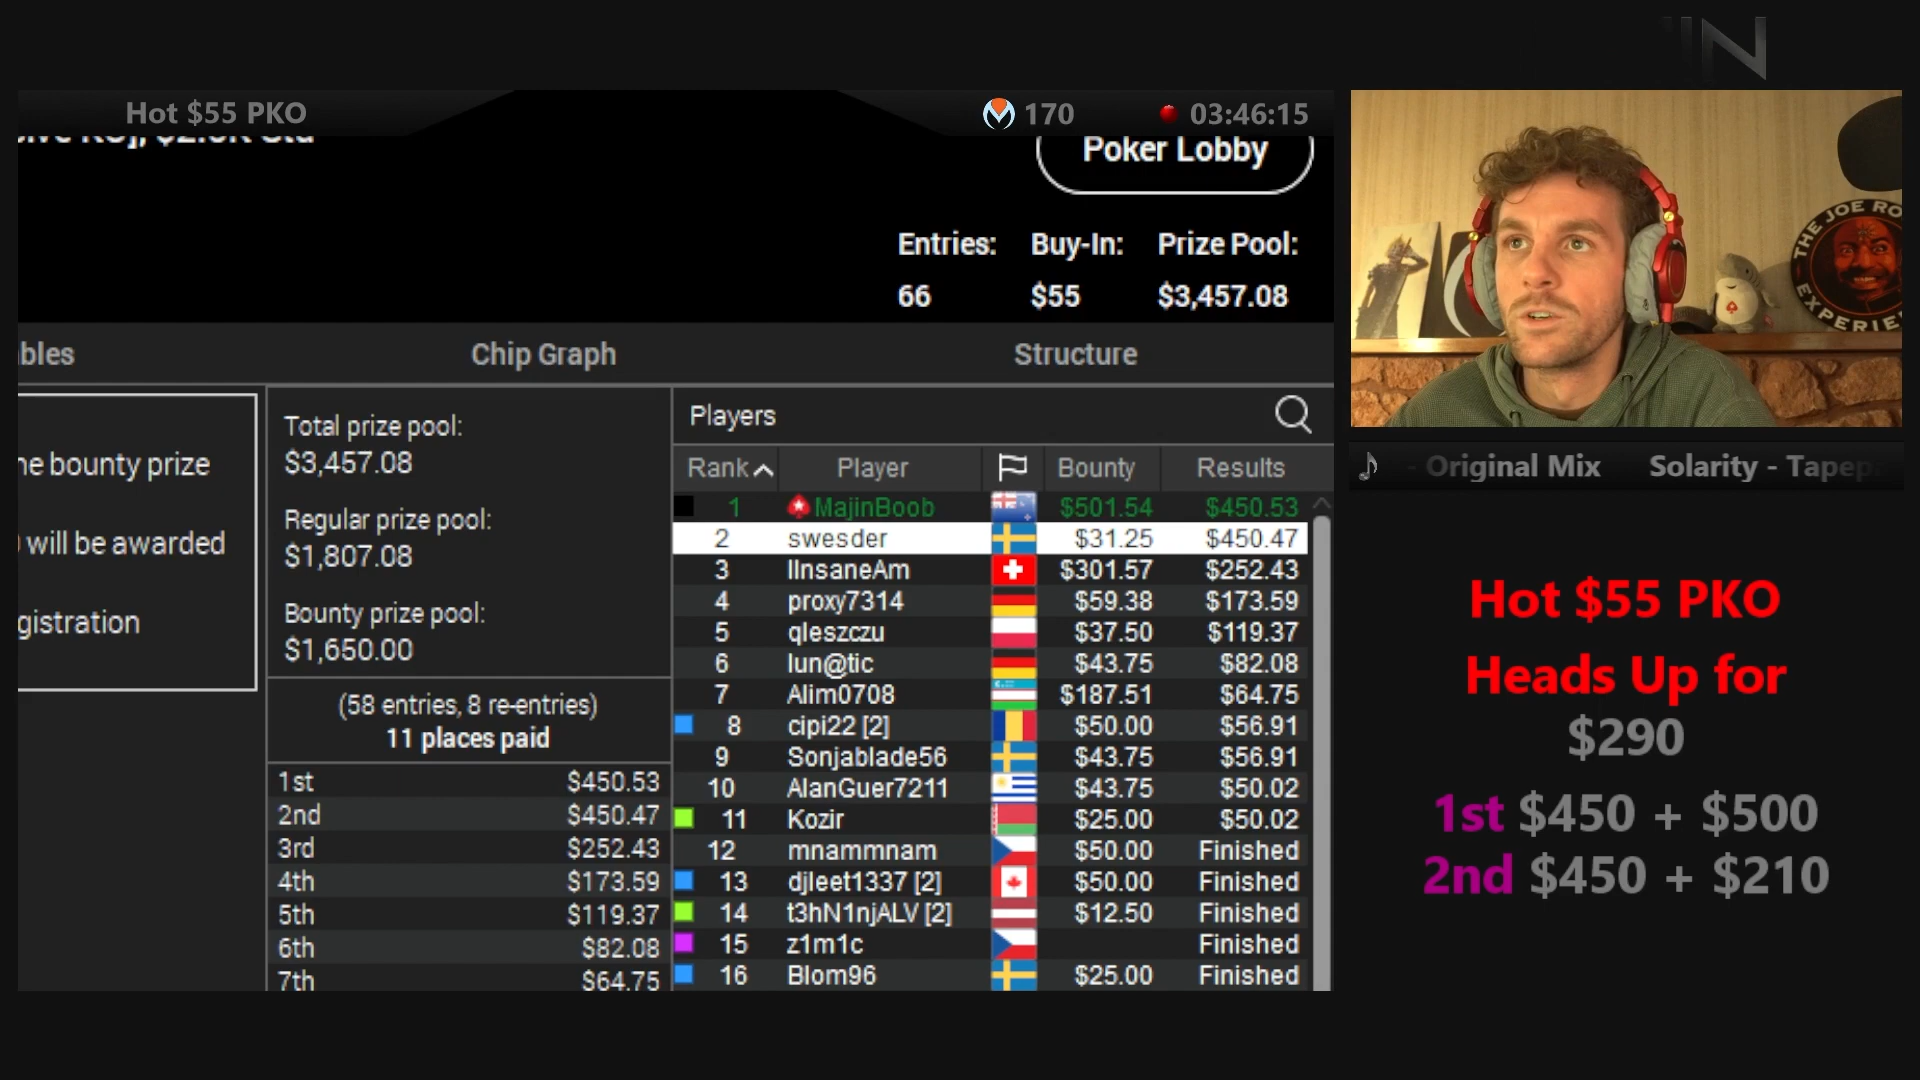 IN
Hot $55 PKO
170
03:46:15
Poker Lobby
Entries: Buy-In: Prize Pool:
66 $55 $3,457.08
Chip Graph
Structure
he bounty prize
will be awarded
gistration
Total prize pool:
$3,457.08
Regular prize pool:
$1,807.08
Bounty prize pool:
$1,650.00
(58 entries, 8 re-entries)
11 places paid
1st $450.53
2nd $450.47
3rd $252.43
4th $173.59
5th $119.37
6th $82.08
7th $64.75
Players
Rank Player Bounty Results
1 MajinBoob $501.54 $450.53
2 swesder $31.25 $450.47
3 IInsaneAm $301.57 $252.43
4 proxy7314 $59.38 $173.59
5 qleszczu $37.50 $119.37
6 lun@tic $43.75 $82.08
7 Alim0708 $187.51 $64.75
8 cipi22 [2] $50.00 $56.91
9 Sonjablade56 $43.75 $56.91
10 AlanGuer7211 $43.75 $50.02
11 Kozir $25.00 $50.02
12 mnammnam $50.00 Finished
13 djleet1337 [2] $50.00 Finished
14 t3hN1njALV [2] $12.50 Finished
15 z1m1c Finished
16 Blom96 $25.00 Finished
THE JOE RO
EXPERIE
- Original Mix Solarity - Tapep
Hot $55 PKO
Heads Up for
$290
1st $450 + $500
2nd $450 + $210